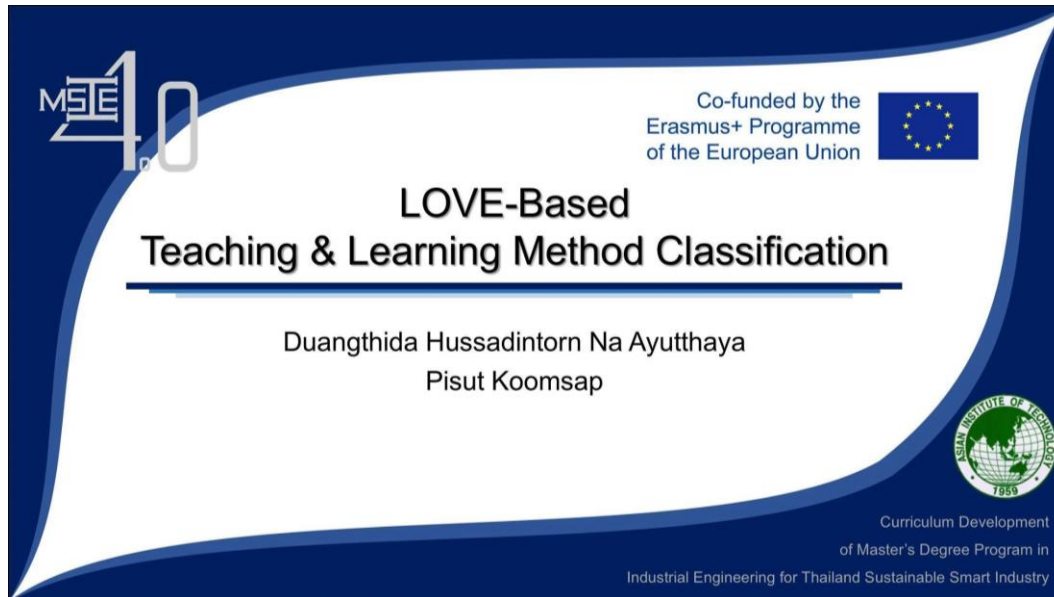 MSIE 4.0
Co-funded by the
Erasmus+ Programme
of the European Union
LOVE-Based
Teaching & Learning Method Classification
Duangthida Hussadintorn Na Ayutthaya
Pisut Koomsap
ASIAN INSTITUTE OF TECHNOLOGY
1959
Curriculum Development
of Master's Degree Program in
Industrial Engineering for Thailand Sustainable Smart Industry